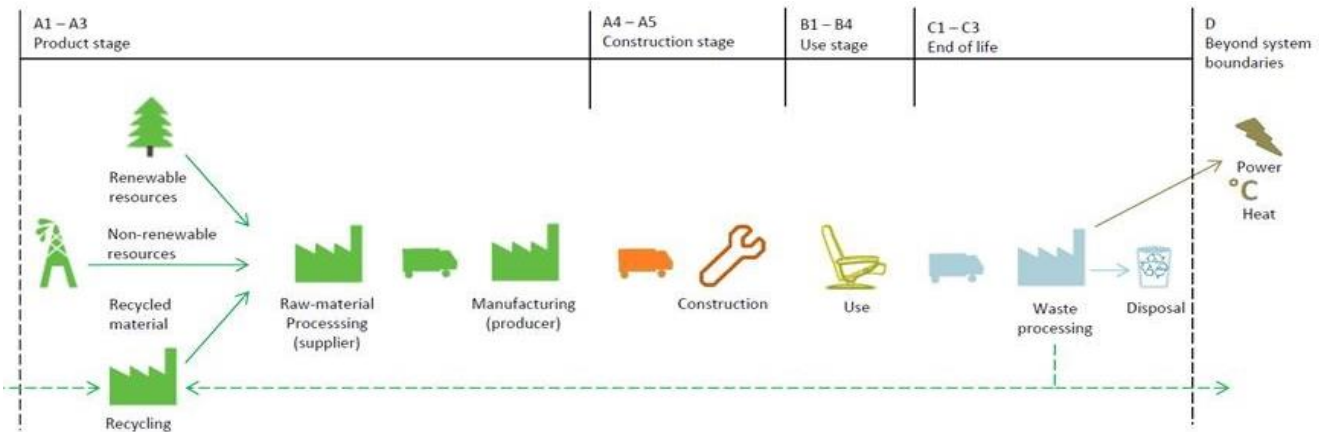 A1 – A3
Product stage
A4 – A5
Construction stage
B1 – B4
Use stage
C1 – C3
End of life
D
Beyond system
boundaries
Renewable
resources
Non-renewable
resources
Recycled
material
Recycling
Raw-material
Processsing
(supplier)
Manufacturing
(producer)
Construction
Use
Waste
processing
Disposal
Power
°C
Heat